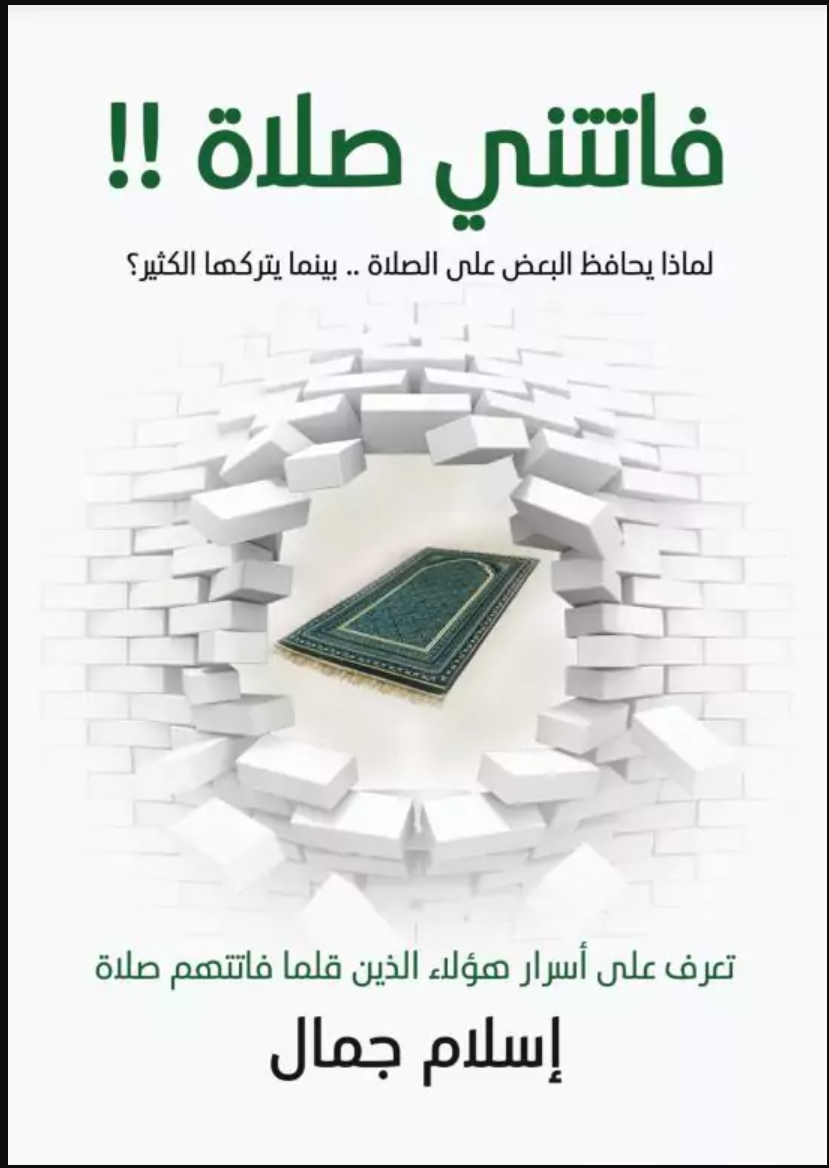 فاتتني صلاة !!
لماذا يحافظ البعض على الصلاة .. بينما يتركها الكثير؟
تعرف على أسرار هؤلاء الذين قلما فاتتهم صلاة
إسلام جمال